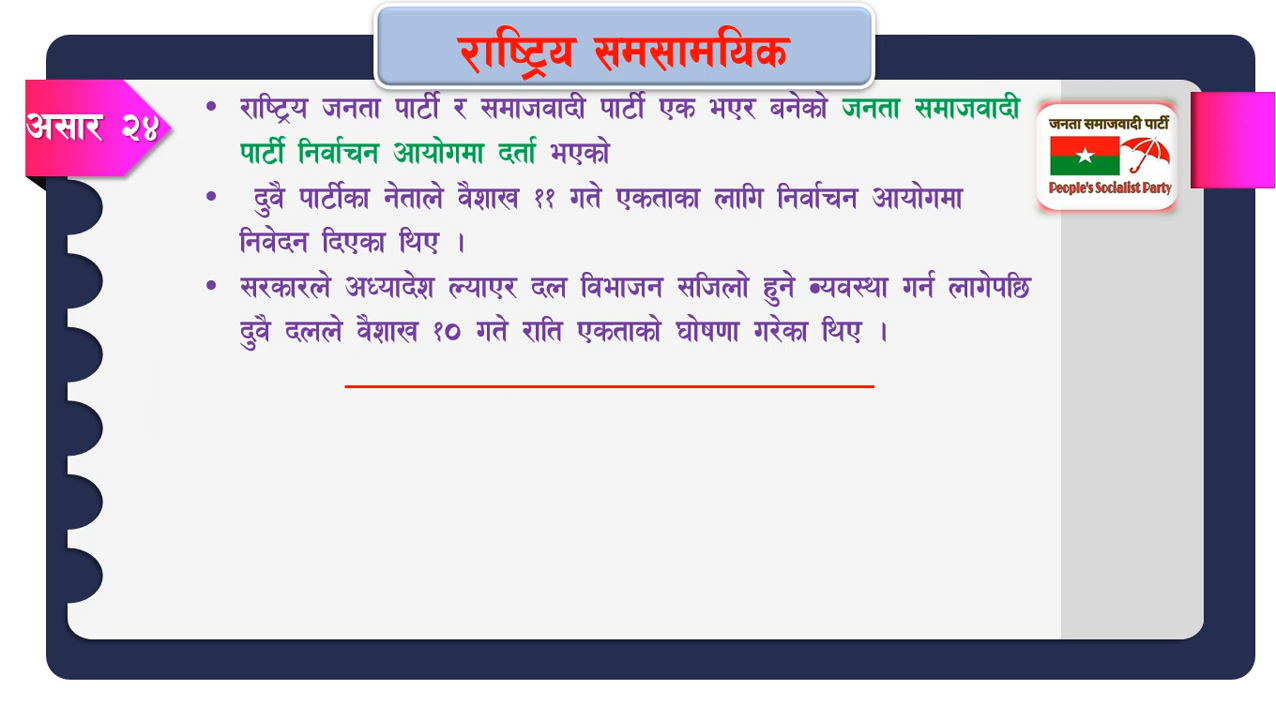 राष्ट्रिय समसामयिक
असार २४
• राष्ट्रिय जनता पार्टी र समाजवादी पार्टी एक भएर बनेको जनता समाजवादी
पार्टी निर्वाचन आयोगमा दर्ता भएको
जनता समाजवादी पार्टी
People's Socialist Party
• दुवै पार्टीका नेताले वैशाख ११ गते एकताका लागि निर्वाचन आयोगमा
निवेदन दिएका थिए ।
• सरकारले अध्यादेश ल्याएर दल विभाजन सजिलो हुने ब्यवस्था गर्न लागेपछि
दुवै दलले वैशाख १० गते राति एकताको घोषणा गरेका थिए ।